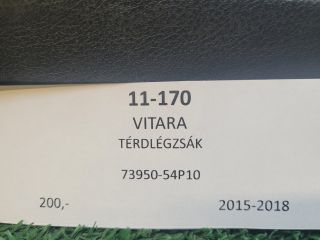 11-170
VITARA
TÉRDLÉGZSÁK
73950-54P10
200,- 2015-2018